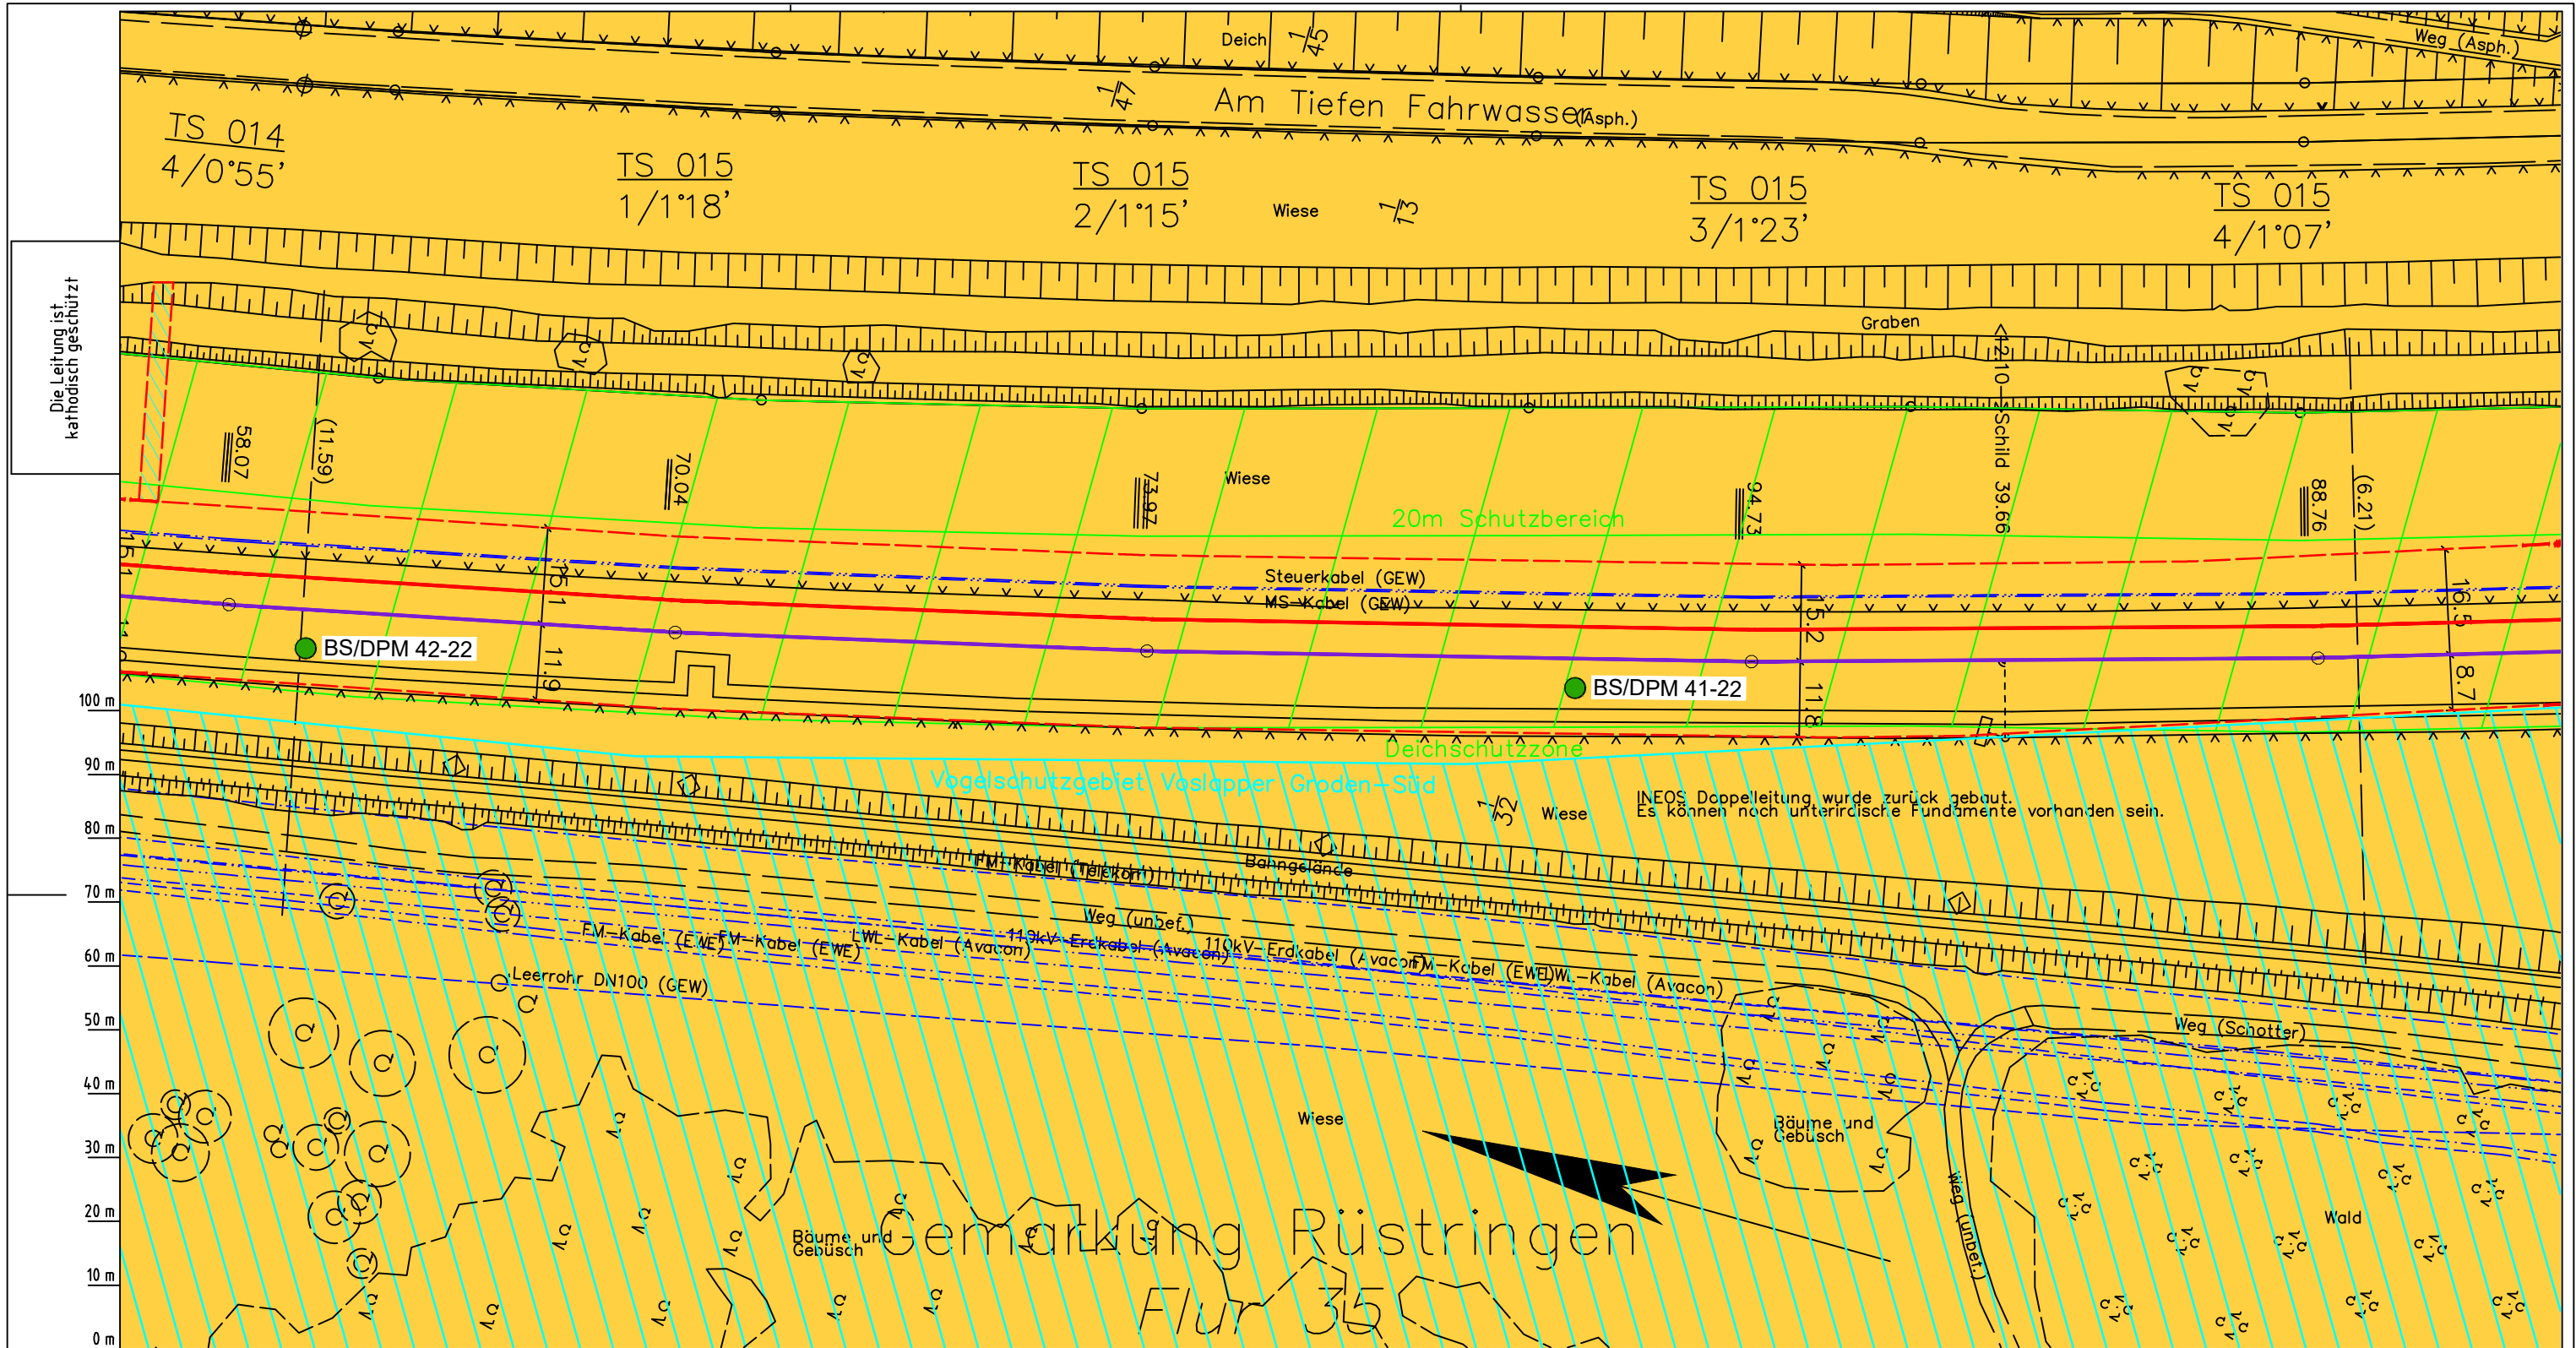 Deich
1/45
Weg (Asph.)
1/47
Am Tiefen Fahrwasser
(Asph.)
TS 014
4/0°55'
TS 015
1/1°18'
TS 015
2/1°15'
Wiese
1/13
TS 015
3/1°23'
TS 015
4/1°07'
Die Leitung ist
kathodisch geschützt
Graben
58.07
(11.59)
70.04
73.97
Wiese
94.73
42.10
Schild 39.66
88.76
(6.21)
20m Schutzbereich
15.1
Steuerkabel (GEW)
MS-Kabel (GEW)
15.2
16.5
BS/DPM 42-22
11.9
BS/DPM 41-22
11.8
8.7
Deichschutzzone
Vogelschutzgebiet Voslapper Groden-Süd
1/32
Wiese
INEOS Doppelleitung wurde zurück gebaut.
Es können noch unterirdische Fundamente vorhanden sein.
FM-Kabel (Telekom)
Bahngelände
Weg (unbef.)
FM-Kabel (EWE)
FM-Kabel (EWE)
LWL-Kabel (Avacon)
110kV-Erdkabel (Avacon)
110kV-Erdkabel (Avacon)
FM-Kabel (EWE)
LWL-Kabel (Avacon)
Leerrohr DN100 (GEW)
Weg (Schotter)
Wiese
Bäume und
Gebüsch
Weg (unbef.)
Wald
Bäume und
Gebüsch
Gemarkung Rüstringen
Flur 35
100 m
90 m
80 m
70 m
60 m
50 m
40 m
30 m
20 m
10 m
0 m